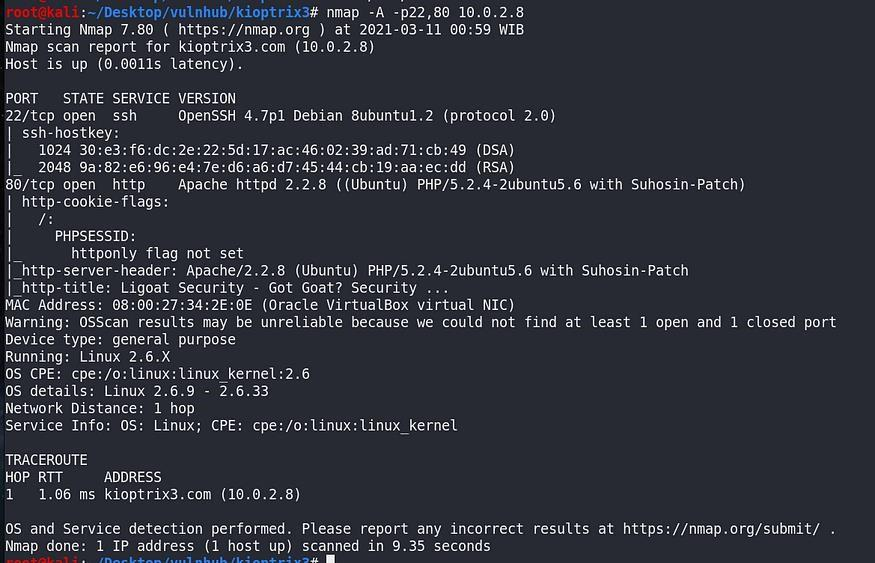 root@kali:~/Desktop/vulnhub/kioptrix3# nmap -A -p22,80 10.0.2.8
Starting Nmap 7.80 ( https://nmap.org ) at 2021-03-11 00:59 WIB
Nmap scan report for kioptrix3.com (10.0.2.8)
Host is up (0.0011s latency).

PORT   STATE SERVICE VERSION
22/tcp open  ssh     OpenSSH 4.7p1 Debian 8ubuntu1.2 (protocol 2.0)
| ssh-hostkey:
|   1024 30:e3:f6:dc:2e:22:5d:17:ac:46:02:39:ad:71:cb:49 (DSA)
|_  2048 9a:82:e6:96:e4:7e:d6:a6:d7:45:44:cb:19:aa:ec:dd (RSA)
80/tcp open  http    Apache httpd 2.2.8 ((Ubuntu) PHP/5.2.4-2ubuntu5.6 with Suhosin-Patch)
| http-cookie-flags:
|   /:
|     PHPSESSID:
|_      httponly flag not set
|_http-server-header: Apache/2.2.8 (Ubuntu) PHP/5.2.4-2ubuntu5.6 with Suhosin-Patch
|_http-title: Ligoat Security - Got Goat? Security ...
MAC Address: 08:00:27:34:2E:0E (Oracle VirtualBox virtual NIC)
Warning: OSScan results may be unreliable because we could not find at least 1 open and 1 closed port
Device type: general purpose
Running: Linux 2.6.X
OS CPE: cpe:/o:linux:linux_kernel:2.6
OS details: Linux 2.6.9 - 2.6.33
Network Distance: 1 hop
Service Info: OS: Linux; CPE: cpe:/o:linux:linux_kernel

TRACEROUTE
HOP RTT     ADDRESS
1   1.06 ms kioptrix3.com (10.0.2.8)

OS and Service detection performed. Please report any incorrect results at https://nmap.org/submit/ .
Nmap done: 1 IP address (1 host up) scanned in 9.35 seconds
root@kali:~/Desktop/vulnhub/kioptrix3#